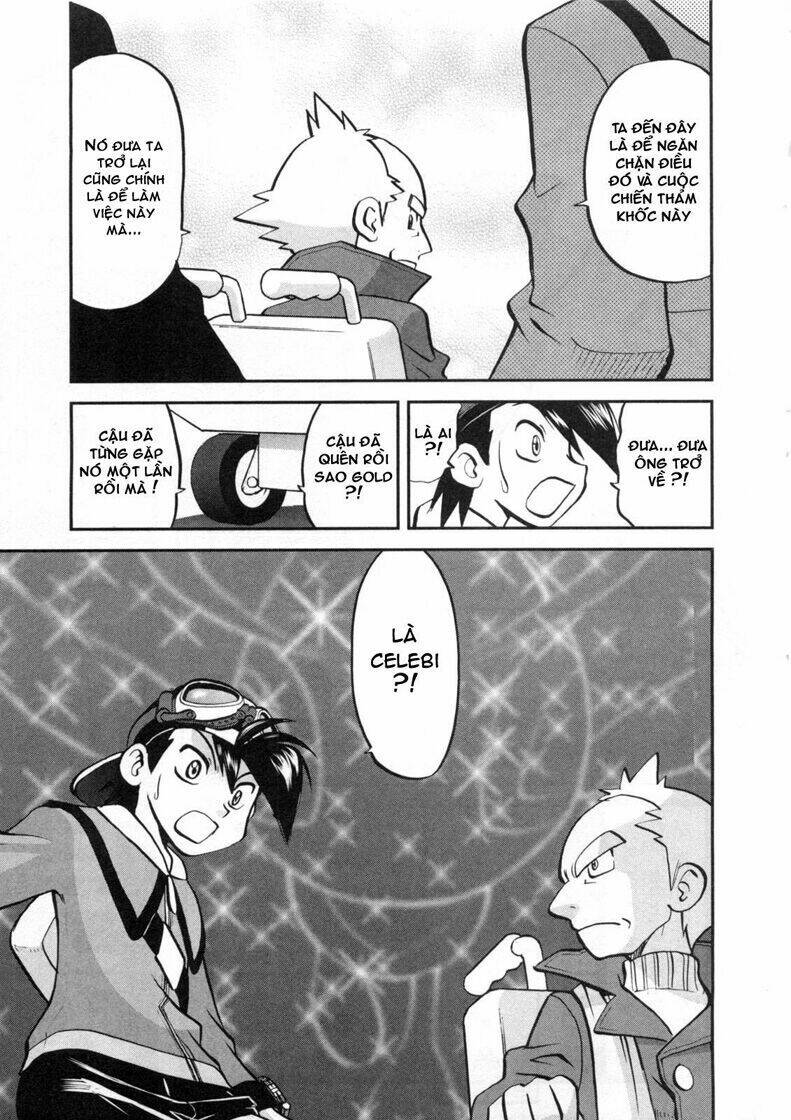 TA ĐẾN ĐÂY
LÀ ĐỂ NGĂN
CHẶN ĐIỀU
ĐÓ VÀ CUỘC
CHIẾN THẢM
KHỐC NÀY
NÓ ĐƯA TA
TRỞ LẠI
CŨNG CHÍNH
LÀ ĐỂ LÀM
VIỆC NÀY
MÀ...
ĐƯA... ĐƯA
ÔNG TRỞ
VỀ ?!
LÀ AI
?!
CẬU ĐÃ
QUÊN RỒI
SAO GOLD
?!
CẬU ĐÃ
TỪNG GẶP
NÓ MỘT LẦN
RỒI MÀ !
LÀ
CELEBI
?!